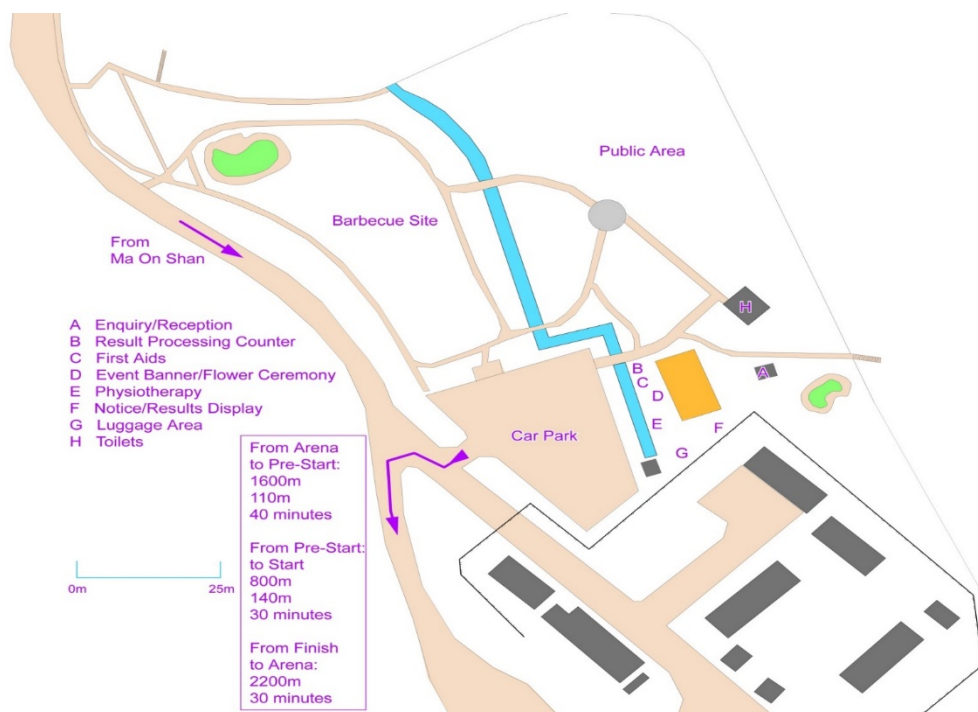 Public Area
Barbecue Site
From
Ma On Shan
H
A Enquiry/Reception
B Result Processing Counter
C First Aids
D Event Banner/Flower Ceremony
E Physiotherapy
F Notice/Results Display
G Luggage Area
H Toilets
B
C
D
E
F
G
A
Car Park
From Arena
to Pre-Start:
1600m
110m
40 minutes
From Pre-Start:
to Start
800m
140m
30 minutes
From Finish
to Arena:
2200m
30 minutes
0m
25m